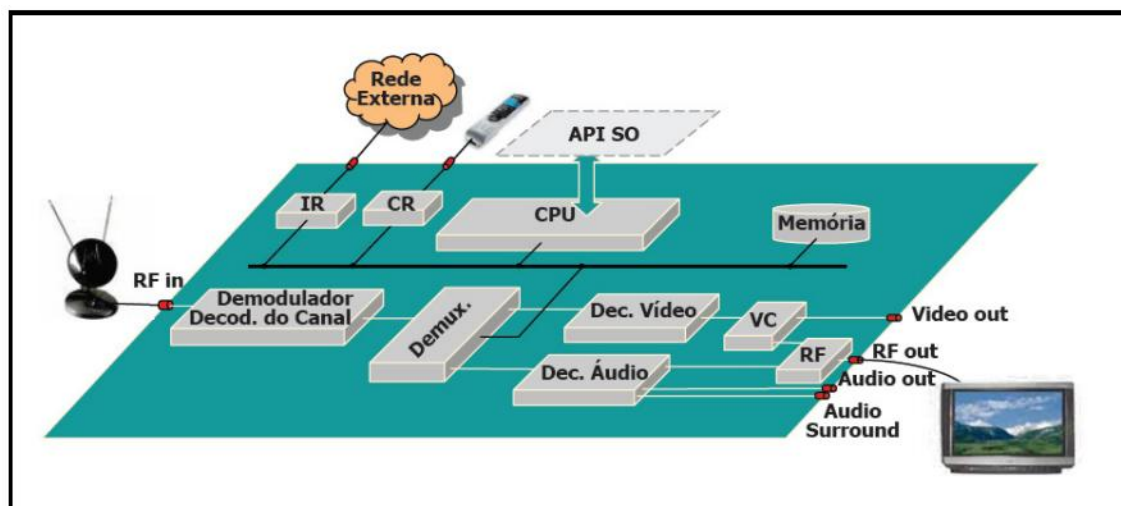 Rede
Externa
API SO
IR
CR
CPU
Memória
RF in
Demodulador
Decod. do Canal
Demux.
Dec. Vídeo
VC
Video out
Dec. Áudio
RF
RF out
Audio out
Audio
Surround